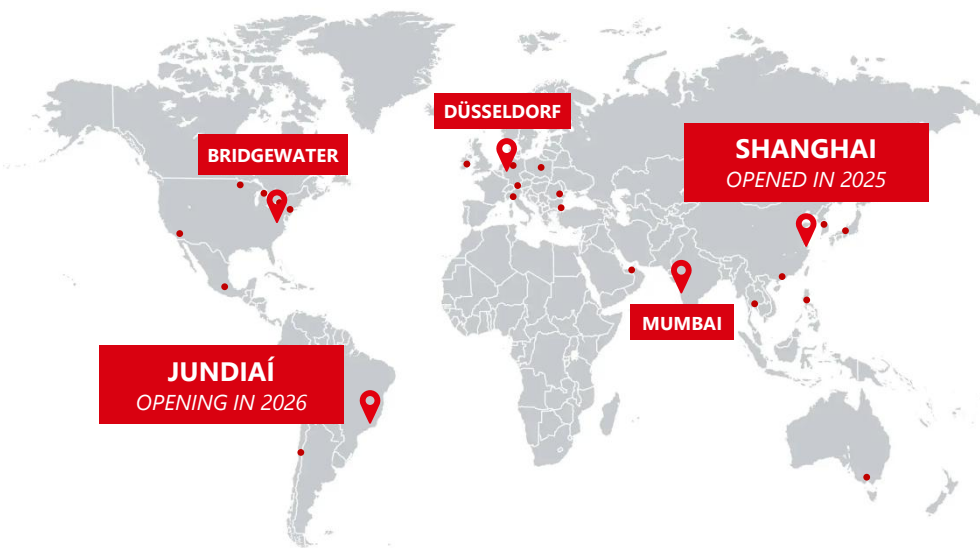 DÜSSELDORF
BRIDGEWATER
SHANGHAI
OPENED IN 2025
MUMBAI
JUNDIAÍ
OPENING IN 2026